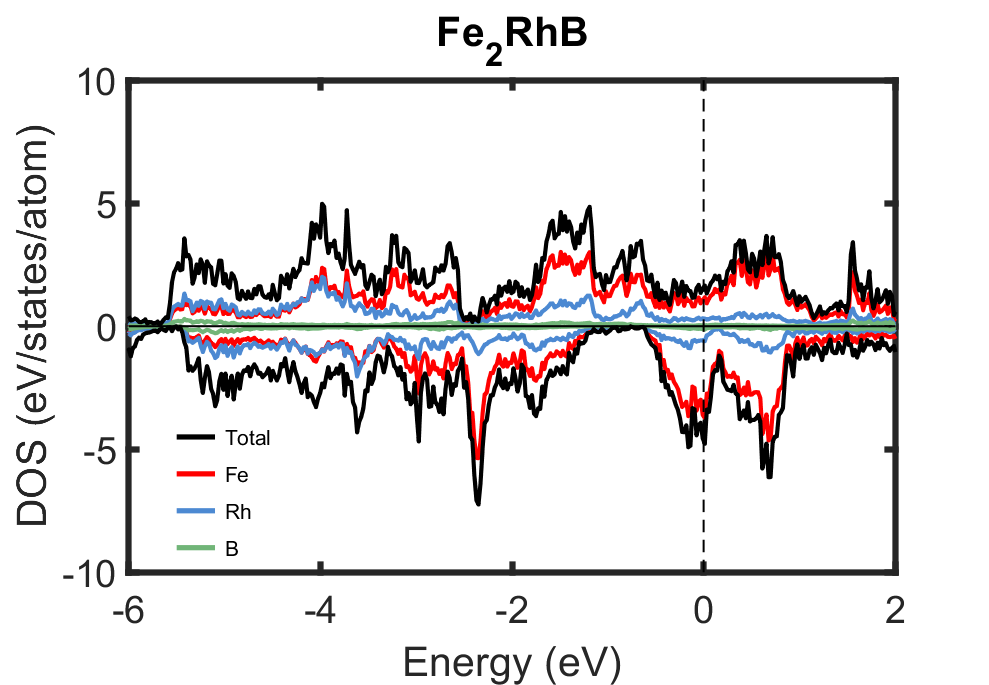 Fe2RhB
10
5
0
-5
-10
DOS (eV/states/atom)
Total
Fe
Rh
B
-6 -4 -2 0 2
Energy (eV)